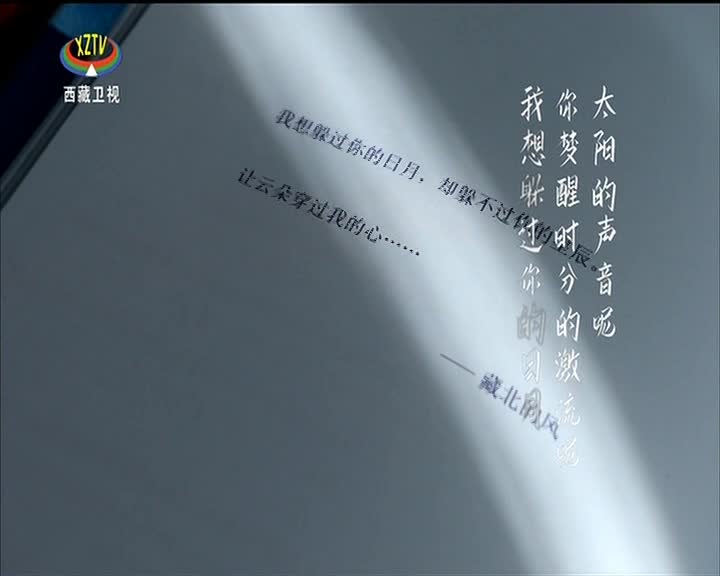 XZTV
西藏卫视
我想躲过你的日月，却躲不过你的星辰。
让云朵穿过我的心……
——藏北的风
太阳的声音呢
你梦醒时分的激流呢
我想躲过你的日月